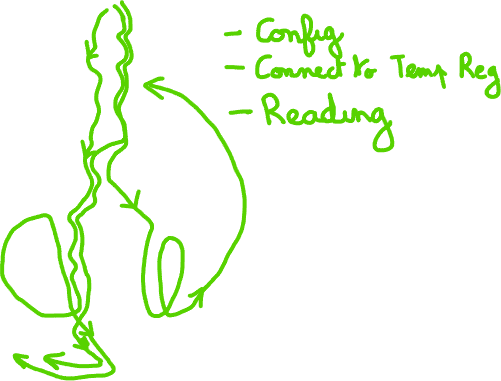 - Config
- Connect to Temp Reg
- Reading